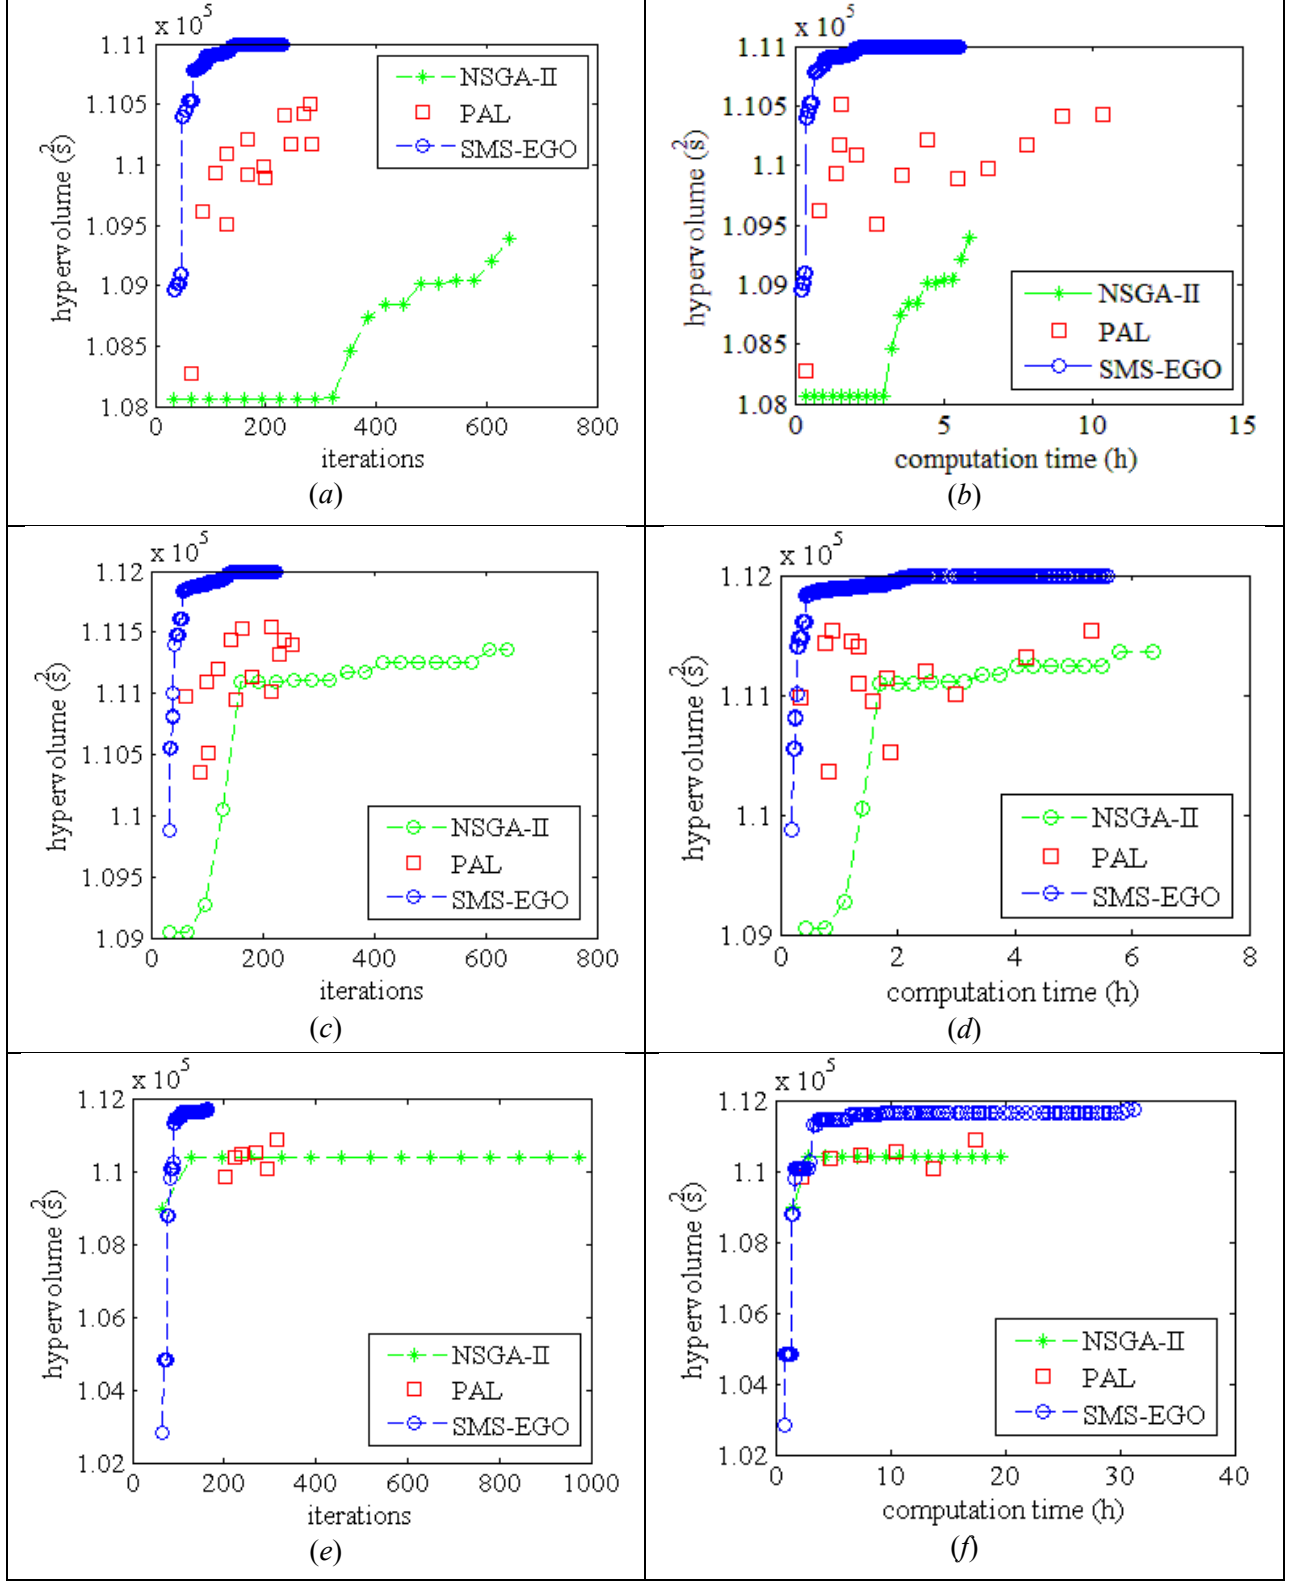 x 10^5
1.11
1.105
1.1
1.095
1.09
1.085
1.08
0 200 400 600 800
hypervolume (s^2)
iterations
NSGA-II
PAL
SMS-EGO
(a)
x 10^5
1.11
1.105
1.1
1.095
1.09
1.085
1.08
0 5 10 15
hypervolume (s^2)
computation time (h)
NSGA-II
PAL
SMS-EGO
(b)
x 10^5
1.12
1.115
1.11
1.105
1.1
1.095
1.09
0 200 400 600 800
hypervolume (s^2)
iterations
NSGA-II
PAL
SMS-EGO
(c)
x 10^5
1.12
1.11
1.1
1.09
0 2 4 6 8
hypervolume (s^2)
computation time (h)
NSGA-II
PAL
SMS-EGO
(d)
x 10^5
1.12
1.1
1.08
1.06
1.04
1.02
0 200 400 600 800 1000
hypervolume (s^2)
iterations
NSGA-II
PAL
SMS-EGO
(e)
x 10^5
1.12
1.1
1.08
1.06
1.04
1.02
0 10 20 30 40
hypervolume (s^2)
computation time (h)
NSGA-II
PAL
SMS-EGO
(f)